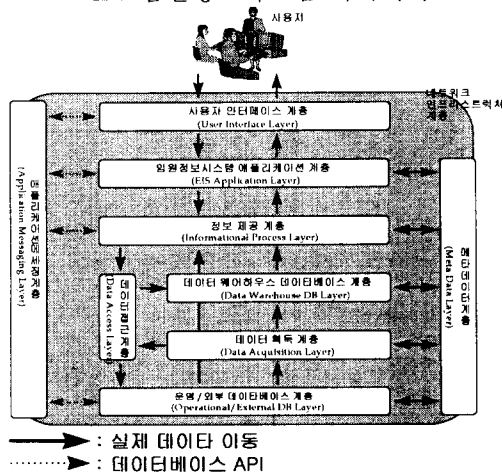 사용자
네트워크
인프라스트럭처
계층
사용자 인터페이스 계층
(User Interface Layer)
임원정보시스템 애플리케이션 계층
(EIS Application Layer)
정보 제공 계층
(Informational Process Layer)
데이터 웨어하우스 데이터베이스 계층
(Data Warehouse DB Layer)
데이터 획득 계층
(Data Acquisition Layer)
운영/외부 데이타베이스 계층
(Operational/External DB Layer)
애플리케이션메시징계층
(Application Messaging Layer)
데이터접근계층
(Data Access Layer)
메타데이터계층
(Meta Data Layer)
: 실제 데이타 이동
: 데이터베이스 API